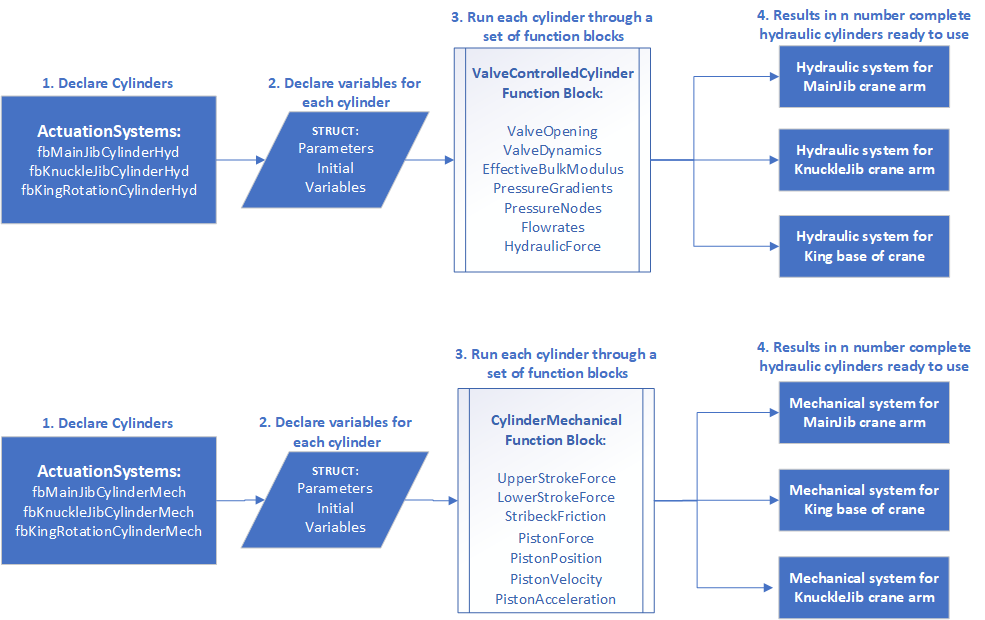 1. Declare Cylinders
ActuationSystems:
fbMainJibCylinderHyd
fbKnuckleJibCylinderHyd
fbKingRotationCylinderHyd
2. Declare variables for
each cylinder
STRUCT:
Parameters
Initial
Variables
3. Run each cylinder through a
set of function blocks
ValveControlledCylinder
Function Block:
ValveOpening
ValveDynamics
EffectiveBulkModulus
PressureGradients
PressureNodes
Flowrates
HydraulicForce
4. Results in n number complete
hydraulic cylinders ready to use
Hydraulic system for
MainJib crane arm
Hydraulic system for
KnuckleJib crane arm
Hydraulic system for
King base of crane
1. Declare Cylinders
ActuationSystems:
fbMainJibCylinderMech
fbKnuckleJibCylinderMech
fbKingRotationCylinderMech
2. Declare variables for
each cylinder
STRUCT:
Parameters
Initial
Variables
3. Run each cylinder through a
set of function blocks
CylinderMechanical
Function Block:
UpperStrokeForce
LowerStrokeForce
StribeckFriction
PistonForce
PistonPosition
PistonVelocity
PistonAcceleration
4. Results in n number complete
hydraulic cylinders ready to use
Mechanical system for
MainJib crane arm
Mechanical system for
King base of crane
Mechanical system for
KnuckleJib crane arm